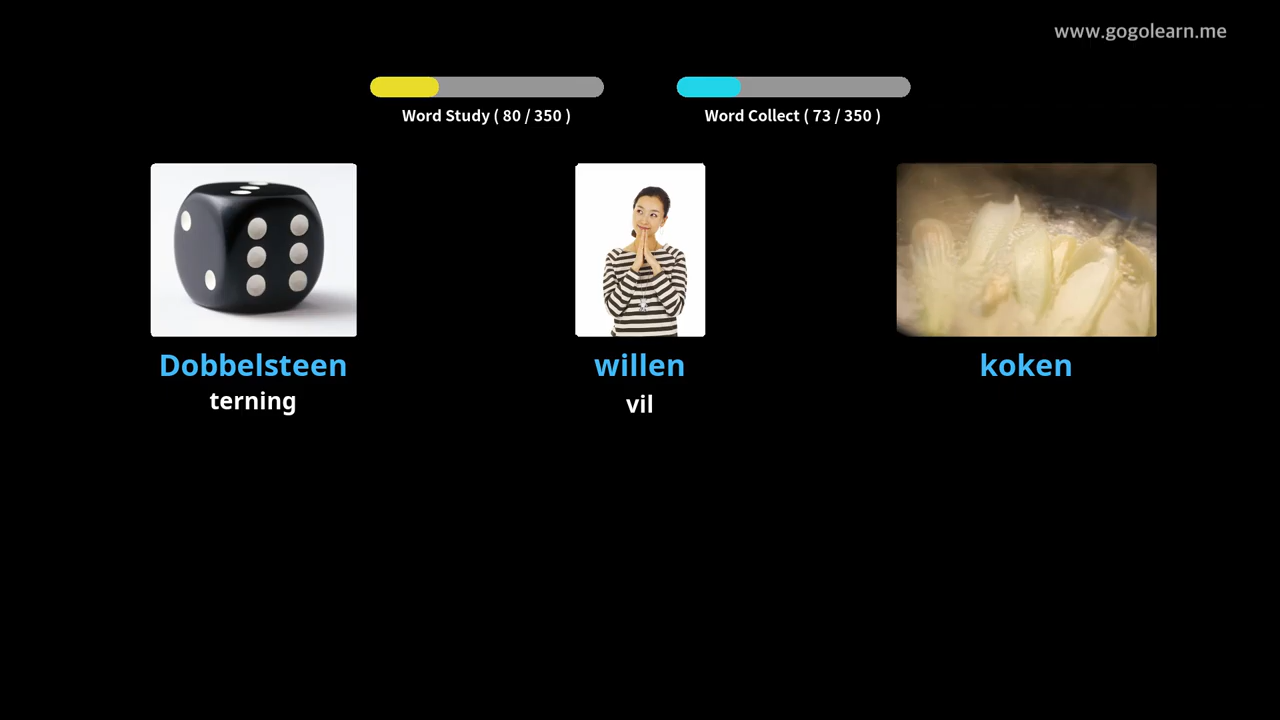 www.gogolearn.me
Word Study ( 80 / 350 )
Word Collect ( 73 / 350 )
Dobbelsteen
terning
willen
vil
koken